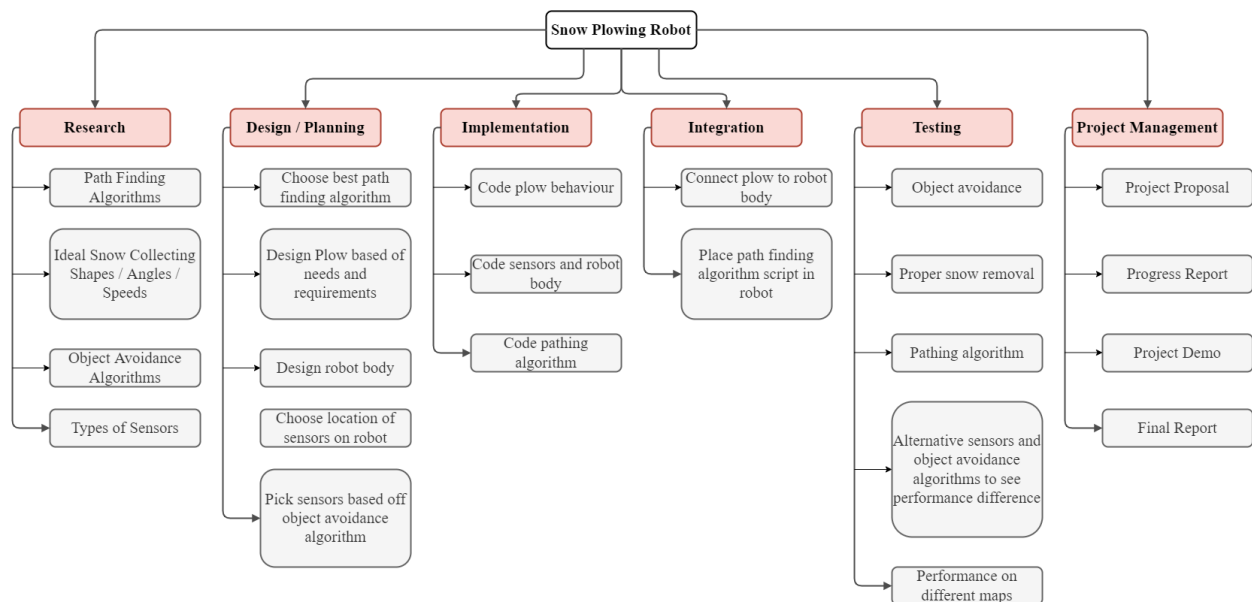 Snow Plowing Robot
Research
Path Finding
Algorithms
Ideal Snow Collecting
Shapes / Angles /
Speeds
Object Avoidance
Algorithms
Types of Sensors
Design / Planning
Choose best path
finding algorithm
Design Plow based of
needs and
requirements
Design robot body
Choose location of
sensors on robot
Pick sensors based off
object avoidance
algorithm
Implementation
Code plow behaviour
Code sensors and robot
body
Code pathing
algorithm
Integration
Connect plow to robot
body
Place path finding
algorithm script in
robot
Testing
Object avoidance
Proper snow removal
Pathing algorithm
Alternative sensors and
object avoidance
algorithms to see
performance difference
Performance on
different maps
Project Management
Project Proposal
Progress Report
Project Demo
Final Report